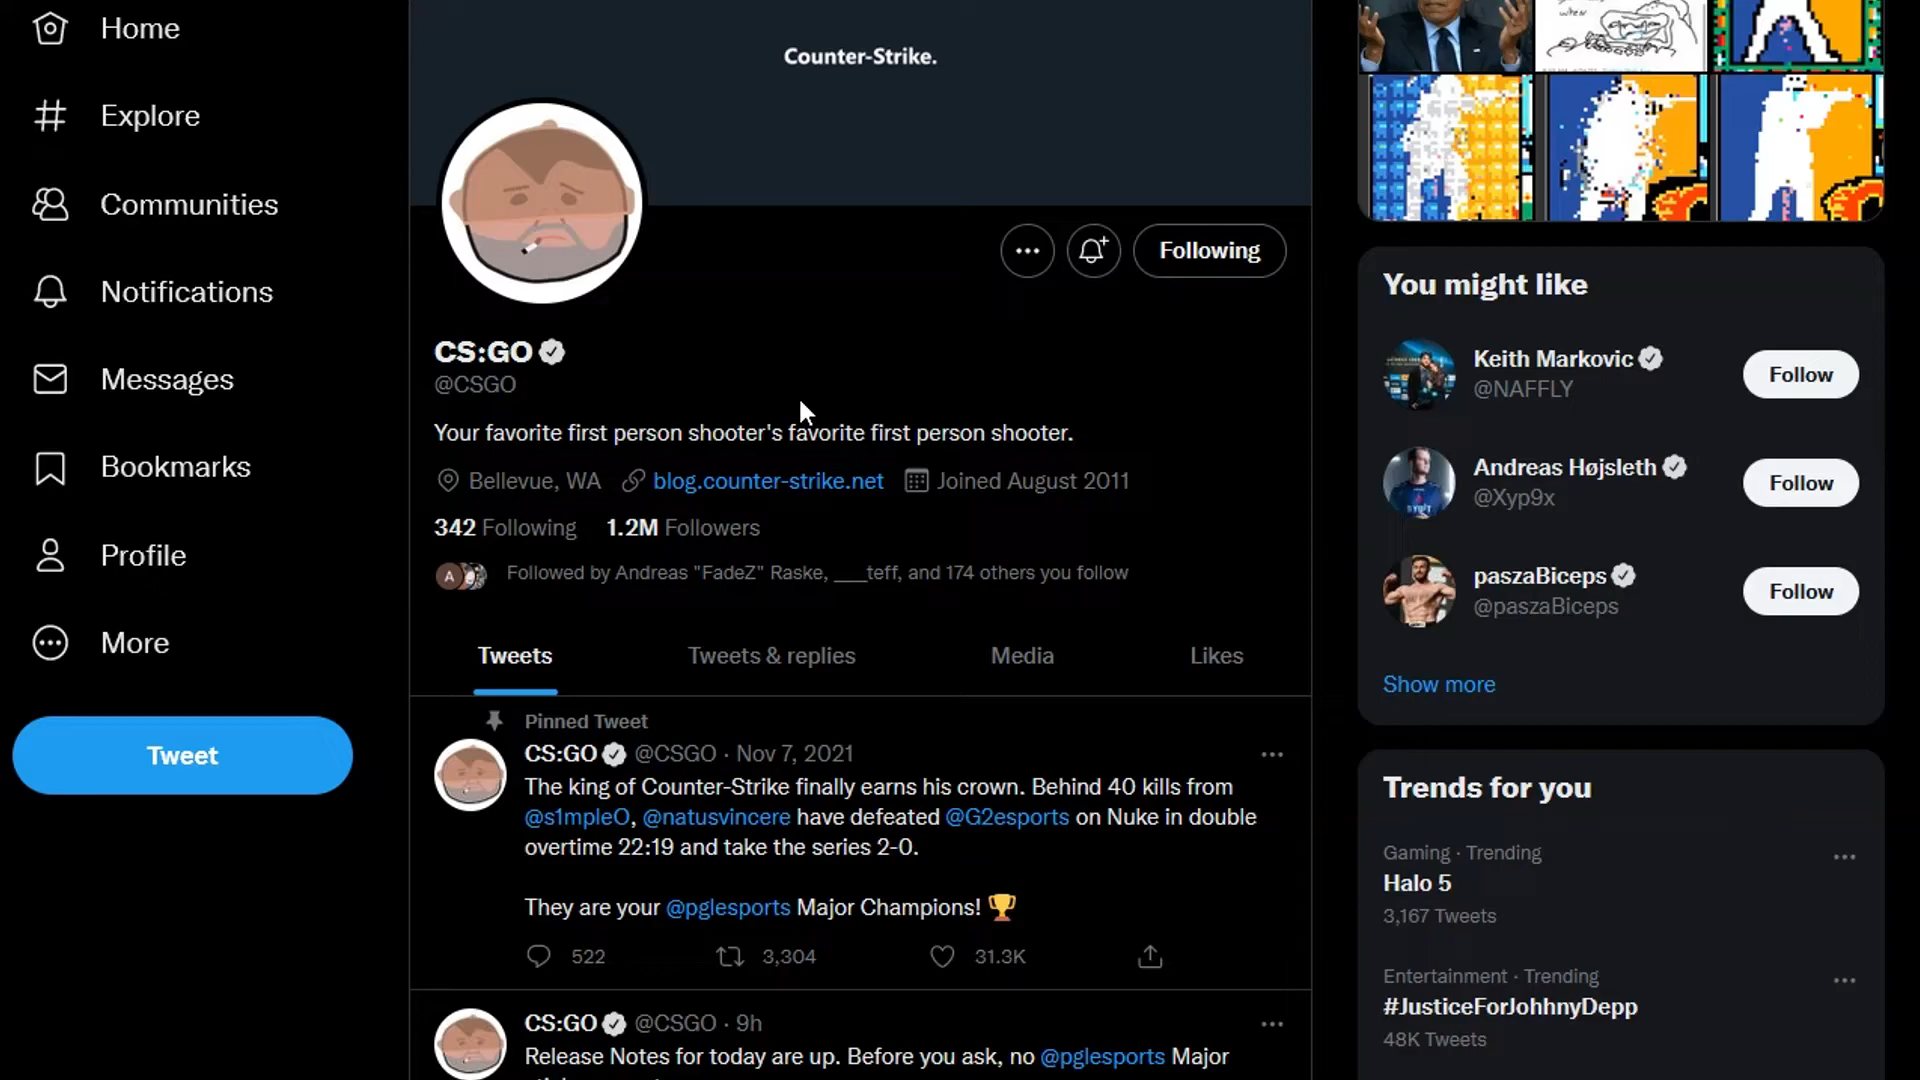 Home
Explore
Communities
Notifications
Messages
Bookmarks
Profile
More
Tweet
Counter-Strike.
Following
CS:GO
@CSGO
Your favorite first person shooter's favorite first person shooter.
Bellevue, WA blog.counter-strike.net Joined August 2011
342 Following 1.2M Followers
A
Followed by Andreas "FadeZ" Raske, ___teff, and 174 others you follow
Tweets Tweets & replies Media Likes
Pinned Tweet
CS:GO @CSGO · Nov 7, 2021
The king of Counter-Strike finally earns his crown. Behind 40 kills from
@s1mpleO, @natusvincere have defeated @G2esports on Nuke in double
overtime 22:19 and take the series 2-0.
They are your @pglesports Major Champions! 🏆
522 3,304 31.3K
CS:GO @CSGO · 9h
Release Notes for today are up. Before you ask, no @pglesports Major
when
You might like
Keith Markovic
@NAFFLY
Follow
Andreas Højsleth
@Xyp9x
Follow
paszaBiceps
@paszaBiceps
Follow
Show more
Trends for you
Gaming · Trending
Halo 5
3,167 Tweets
Entertainment · Trending
#JusticeForJohhnyDepp
48K Tweets